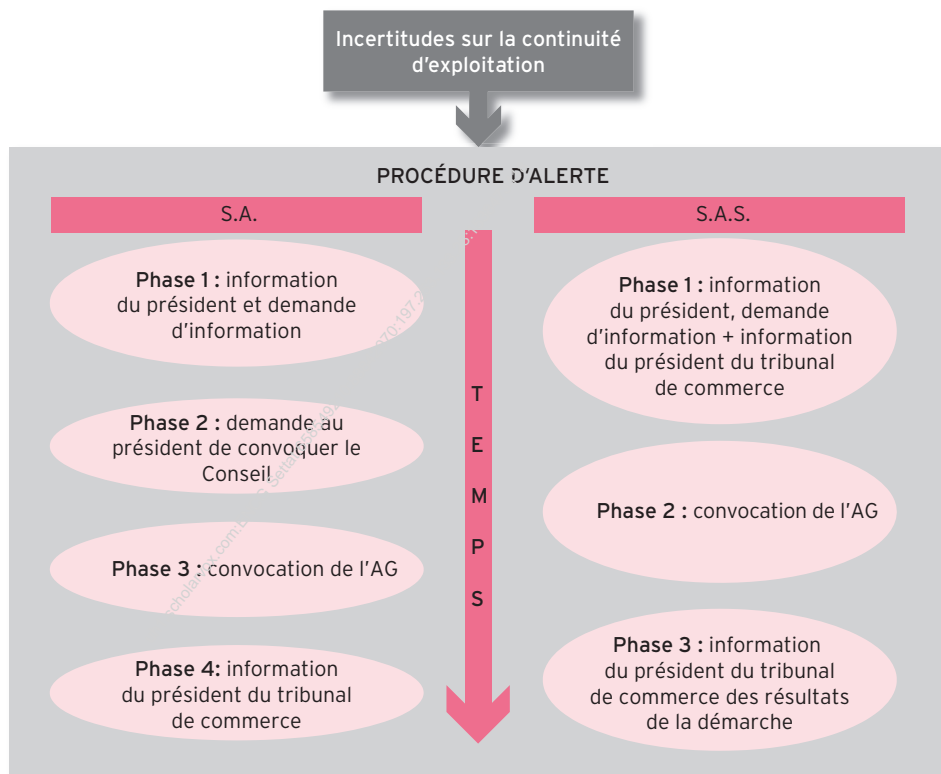 Incertitudes sur la continuité
d'exploitation
PROCÉDURE D'ALERTE
S.A.
Phase 1 : information
du président et demande
d'information
Phase 2 : demande au
président de convoquer le
Conseil
Phase 3 : convocation de l'AG
Phase 4: information
du président du tribunal
de commerce
T
E
M
P
S
S.A.S.
Phase 1 : information
du président, demande
d'information + information
du président du tribunal
de commerce
Phase 2 : convocation de l'AG
Phase 3 : information
du président du tribunal
de commerce des résultats
de la démarche